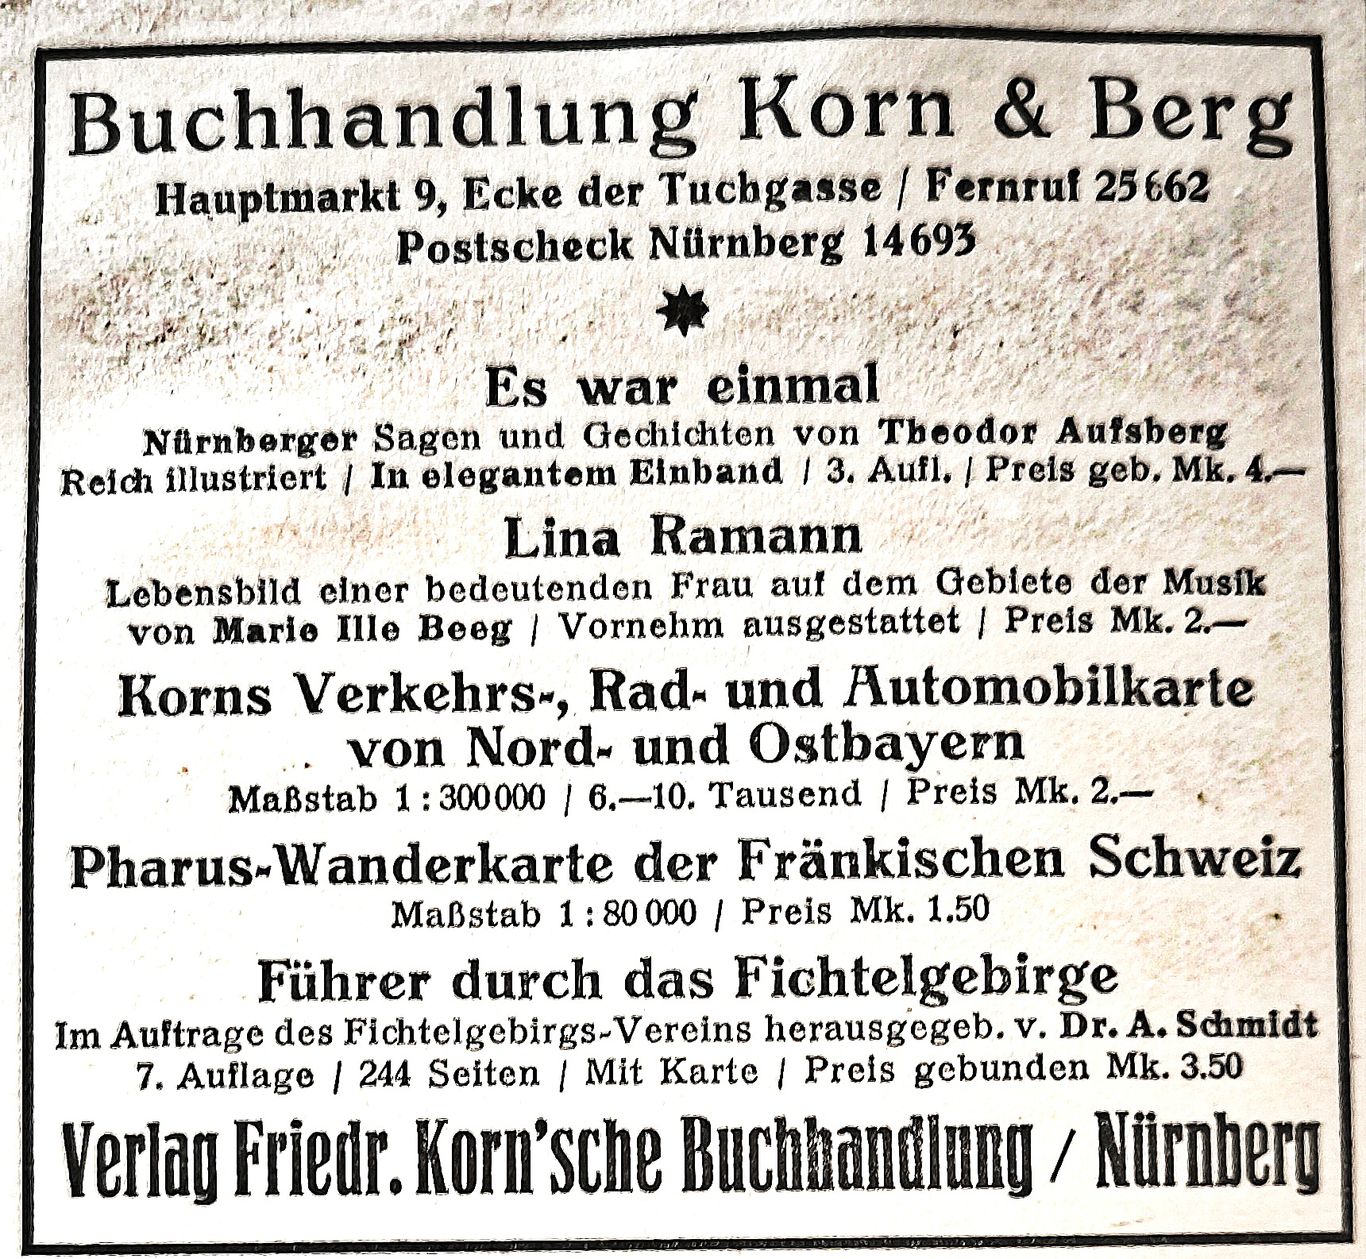 Buchhandlung Korn & Berg
Hauptmarkt 9, Ecke der Tuchgasse / Fernruf 25662
Postscheck Nürnberg 14693
Es war einmal
Nürnberger Sagen und Gechichten von Theodor Aufsberg
Reich illustriert / In elegantem Einband / 3. Aufl. / Preis geb. Mk. 4.—
Lina Ramann
Lebensbild einer bedeutenden Frau auf dem Gebiete der Musik
von Marie Ille Beeg / Vornehm ausgestattet / Preis Mk. 2.—
Korns Verkehrs-, Rad- und Automobilkarte
von Nord- und Ostbayern
Maßstab 1 : 300 000 / 6.—10. Tausend / Preis Mk. 2.—
Pharus-Wanderkarte der Fränkischen Schweiz
Maßstab 1 : 80 000 / Preis Mk. 1.50
Führer durch das Fichtelgebirge
Im Auftrage des Fichtelgebirgs-Vereins herausgegeb. v. Dr. A. Schmidt
7. Auflage / 244 Seiten / Mit Karte / Preis gebunden Mk. 3.50
Verlag Friedr. Korn'sche Buchhandlung / Nürnberg